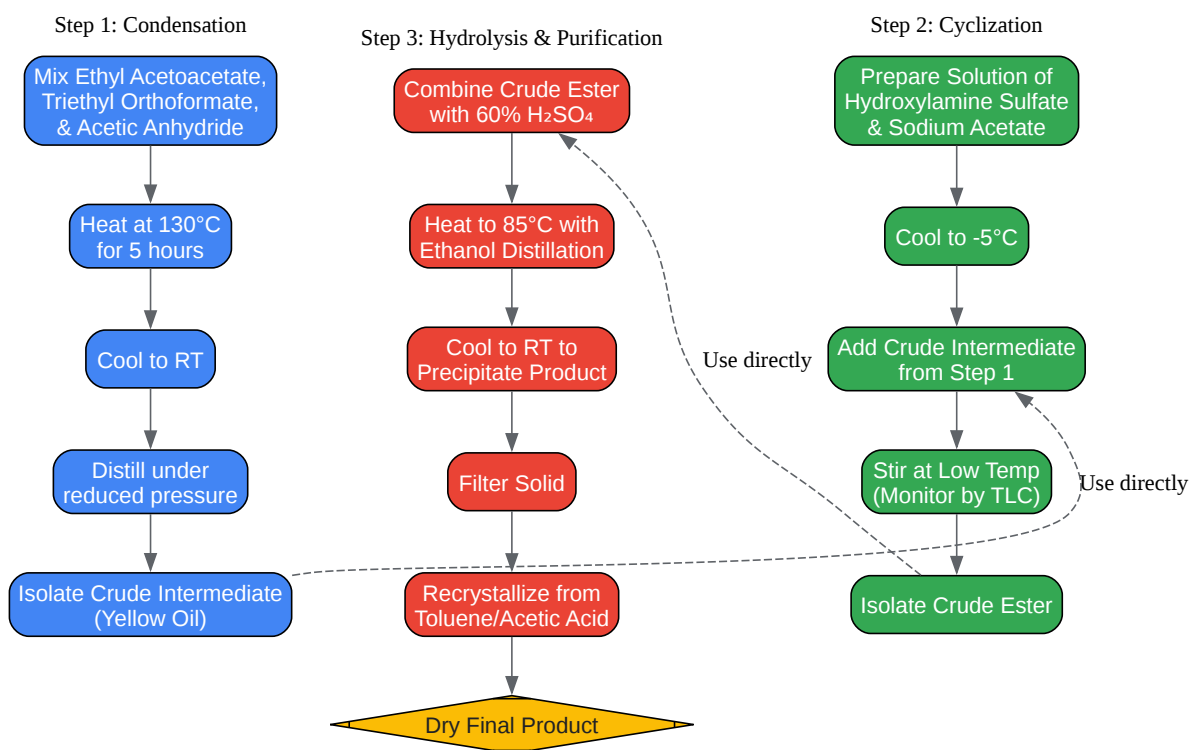 Step 1: Condensation
Mix Ethyl Acetoacetate,
Triethyl Orthoformate,
& Acetic Anhydride
Heat at 130°C
for 5 hours
Cool to RT
Distill under
reduced pressure
Isolate Crude Intermediate
(Yellow Oil)
Step 3: Hydrolysis & Purification
Combine Crude Ester
with 60% H₂SO₄
Heat to 85°C with
Ethanol Distillation
Cool to RT to
Precipitate Product
Filter Solid
Recrystallize from
Toluene/Acetic Acid
Dry Final Product
Use directly
Step 2: Cyclization
Prepare Solution of
Hydroxylamine Sulfate
& Sodium Acetate
Cool to -5°C
Add Crude Intermediate
from Step 1
Stir at Low Temp
(Monitor by TLC)
Use directly
Isolate Crude Ester